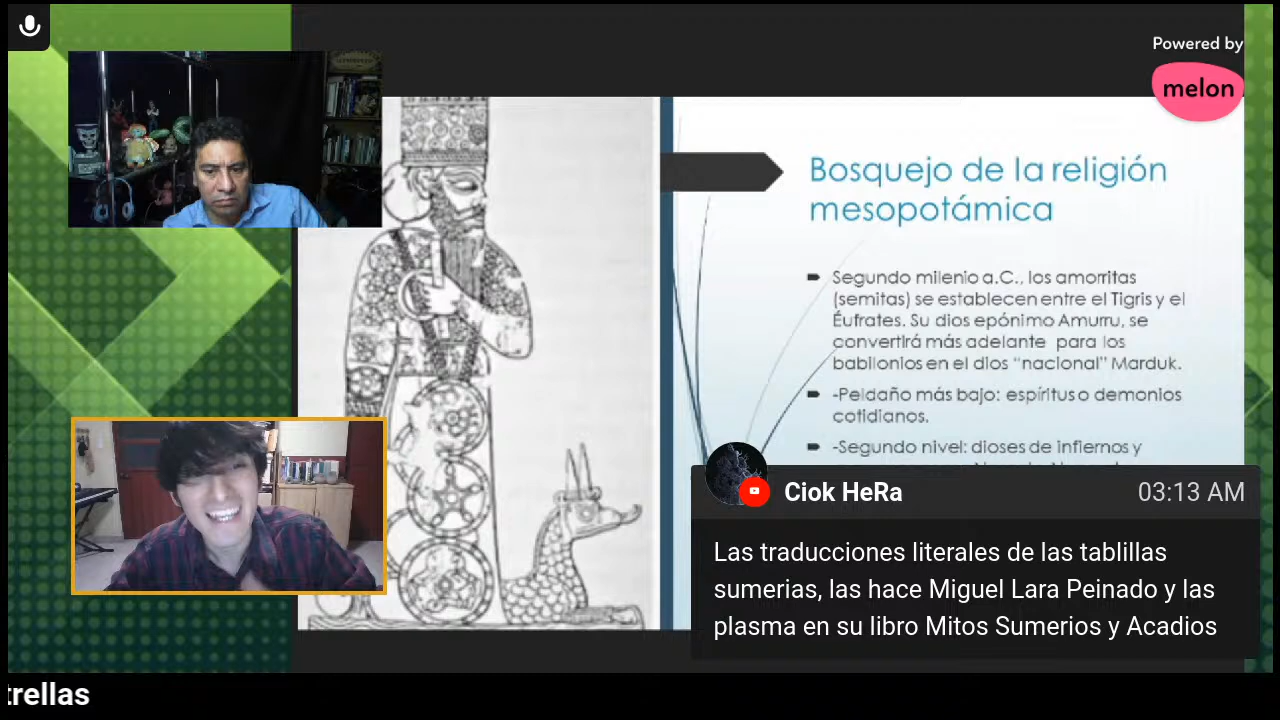 Powered by
melon
Bosquejo de la religión
mesopotámica
Segundo milenio a.C., los amorritas
(semitas) se establecen entre el Tigris y el
Éufrates. Su dios epónimo Amurru, se
convertirá más adelante para los
babilonios en el dios “nacional” Marduk.
-Peldaño más bajo: espíritus o demonios
cotidianos.
-Segundo nivel: dioses de infiernos y
Ciok HeRa
03:13 AM
Las traducciones literales de las tablillas
sumerias, las hace Miguel Lara Peinado y las
plasma en su libro Mitos Sumerios y Acadios
trellas